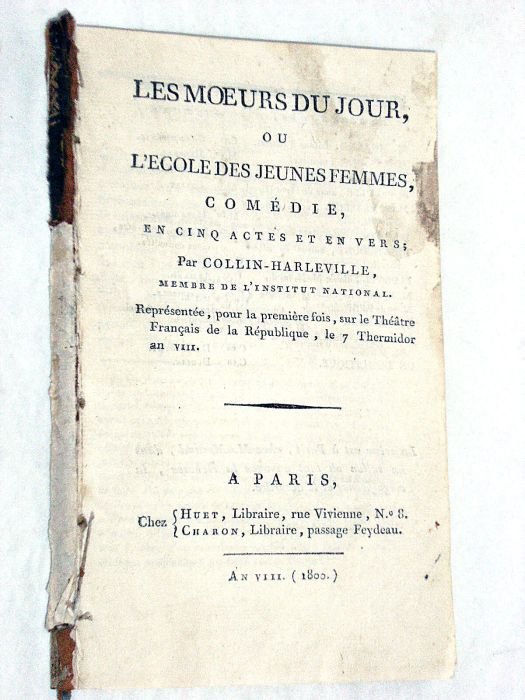 LES MŒURS DU JOUR,
OU
L'ECOLE DES JEUNES FEMMES,
COMÉDIE,
EN CINQ ACTES ET EN VERS;
Par COLLIN-HARLEVILLE,
MEMBRE DE L'INSTITUT NATIONAL.
Représentée, pour la première fois, sur le Théâtre
Français de la République, le 7 Thermidor
an VIII.
A PARIS,
Chez { HUET, Libraire, rue Vivienne, N.º 8.
CHARON, Libraire, passage Feydeau.
AN VIII. (1800.)